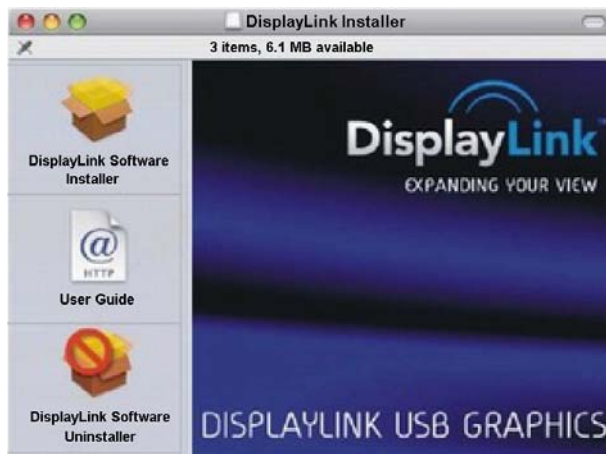 DisplayLink Installer
3 items, 6.1 MB available
DisplayLink Software
Installer
@
HTTP
User Guide
DisplayLink Software
Uninstaller
DisplayLink
EXPANDING YOUR VIEW
DISPLAYLINK USB GRAPHICS